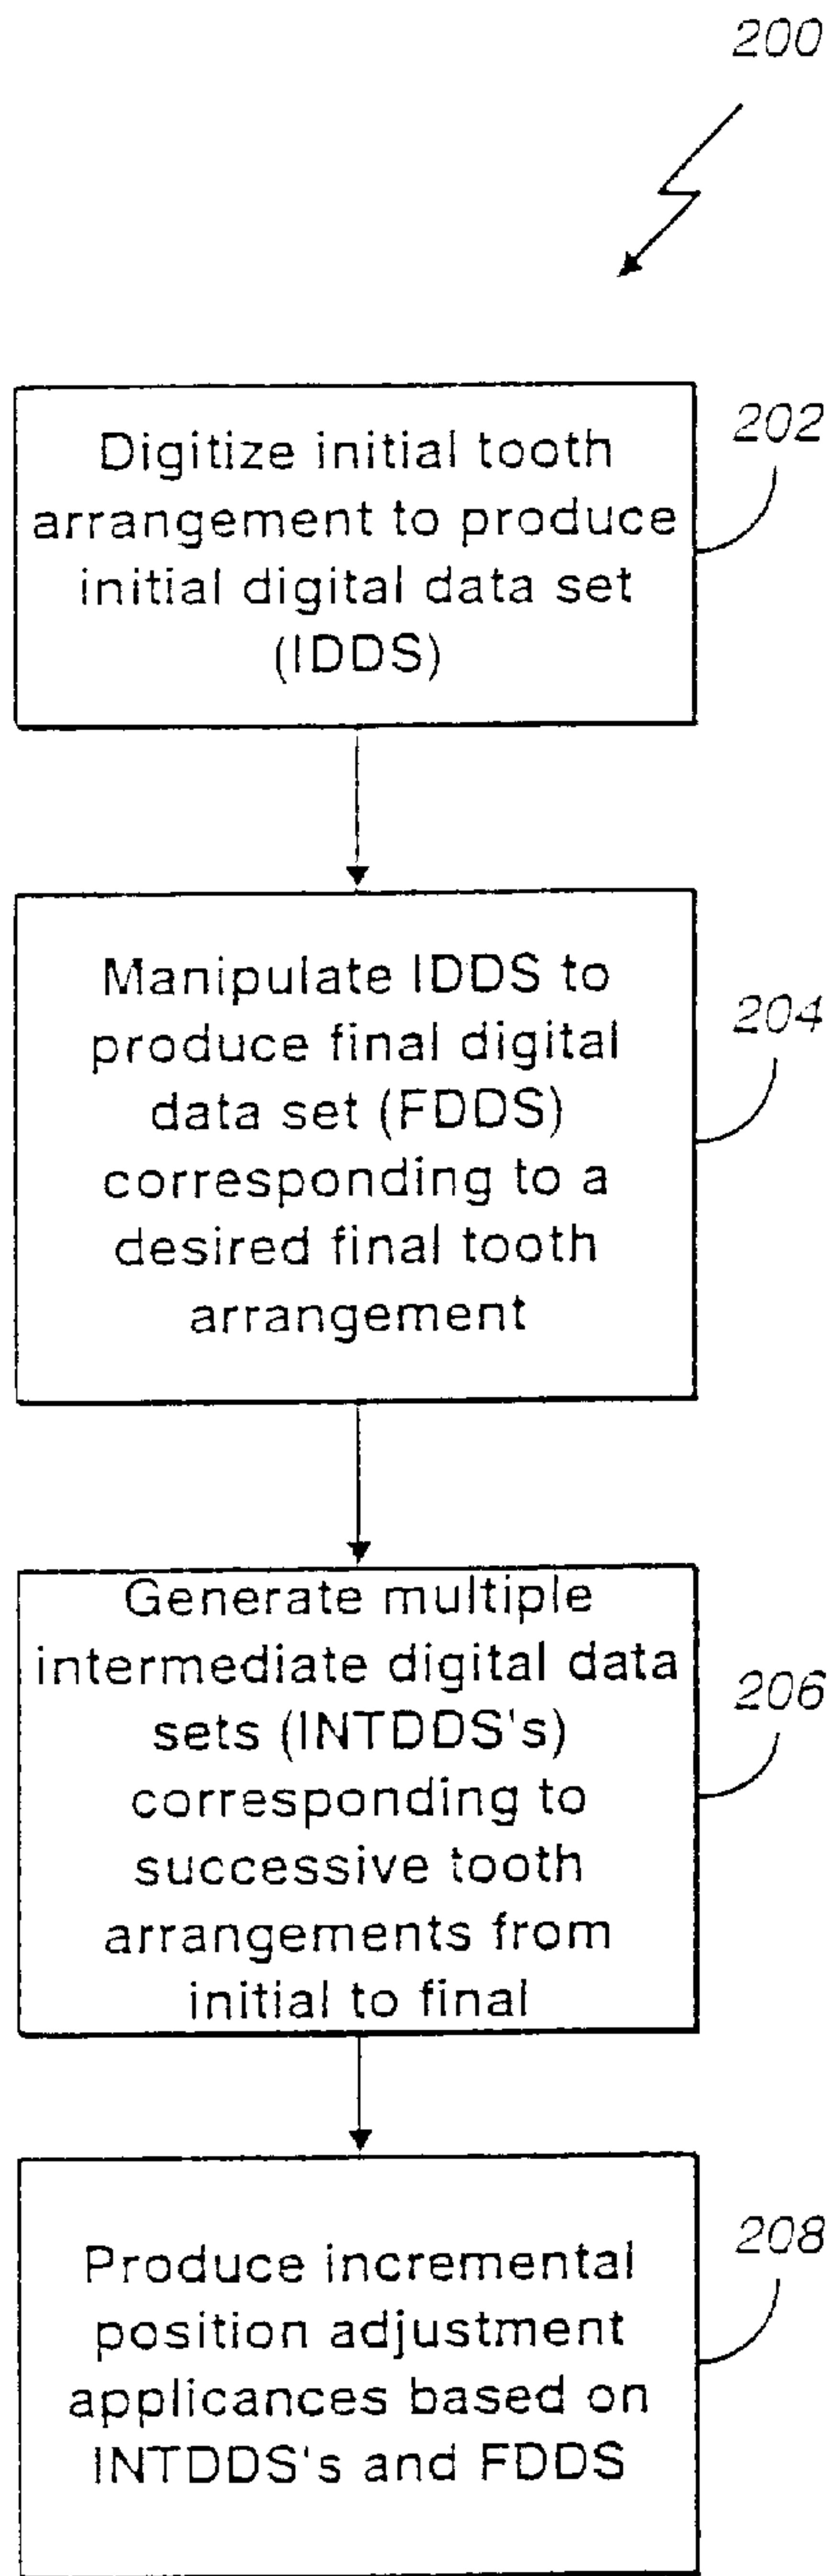 200
Digitize initial tooth
arrangement to produce
initial digital data set
(IDDS)
202
Manipulate IDDS to
produce final digital
data set (FDDS)
corresponding to a
desired final tooth
arrangement
204
Generate multiple
intermediate digital data
sets (INTDDS's)
corresponding to
successive tooth
arrangements from
initial to final
206
Produce incremental
position adjustment
applicances based on
INTDDS's and FDDS
208